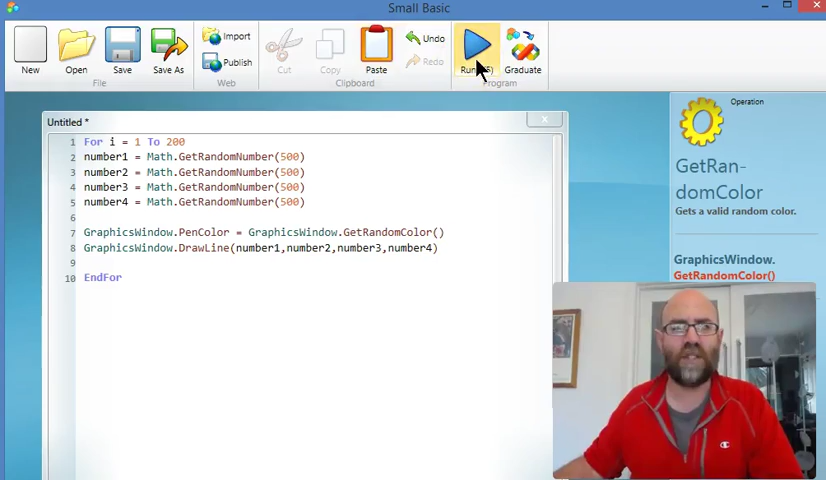 Small Basic
New
Open
Save
Save As
Import
Publish
Cut
Copy
Paste
Undo
Redo
Graduate
File
Web
Clipboard
Program
Untitled *
x
1 For i = 1 To 200
2 number1 = Math.GetRandomNumber(500)
3 number2 = Math.GetRandomNumber(500)
4 number3 = Math.GetRandomNumber(500)
5 number4 = Math.GetRandomNumber(500)
6
7 GraphicsWindow.PenColor = GraphicsWindow.GetRandomColor()
8 GraphicsWindow.DrawLine(number1,number2,number3,number4)
9
10 EndFor
Operation
GetRan-
domColor
Gets a valid random color.
GraphicsWindow.
GetRandomColor()